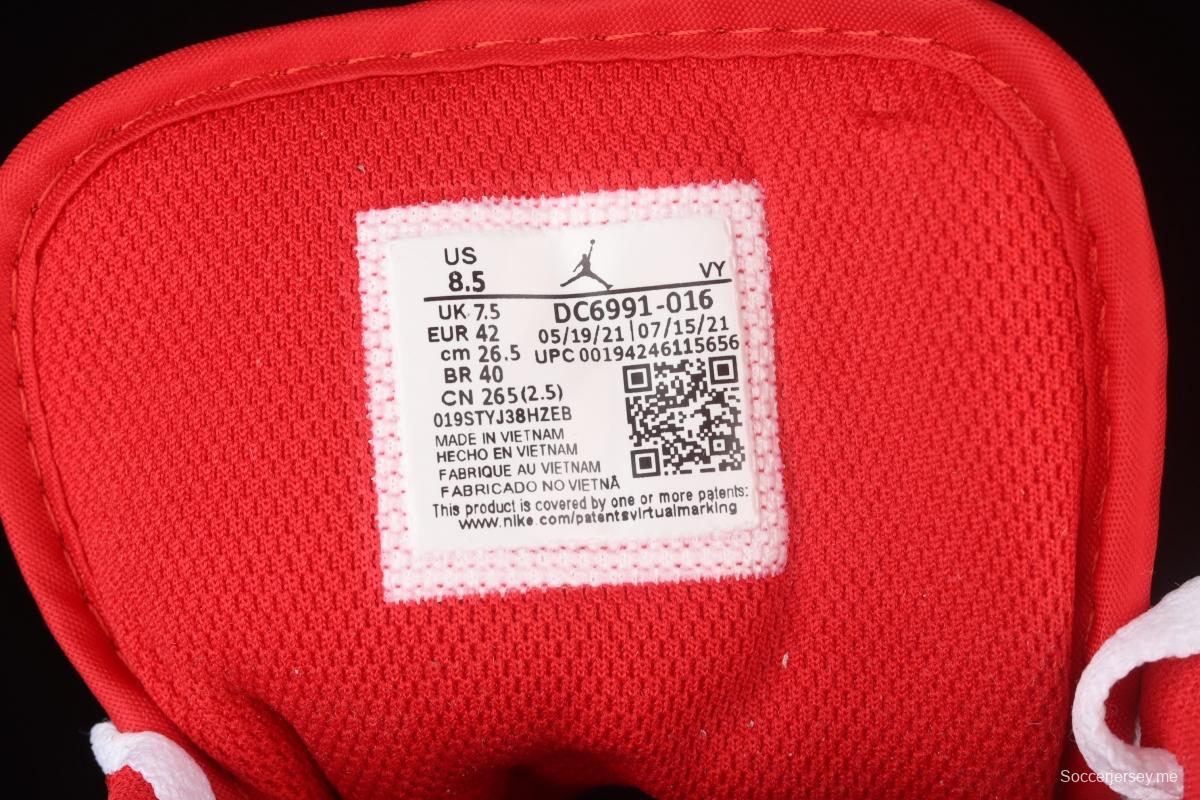 US
8.5
VY
UK 7.5
DC6991-016
EUR 42
05/19/21|07/15/21
cm 26.5
UPC 00194246115656
BR 40
CN 265(2.5)
019STYJ38HZEB
MADE IN VIETNAM
HECHO EN VIETNAM
FABRIQUE AU VIETNAM
FABRICADO NO VIETNÃ
This product is covered by one or more patents:
www.nike.com/patentsvirtualmarking
Soccerjersey.me